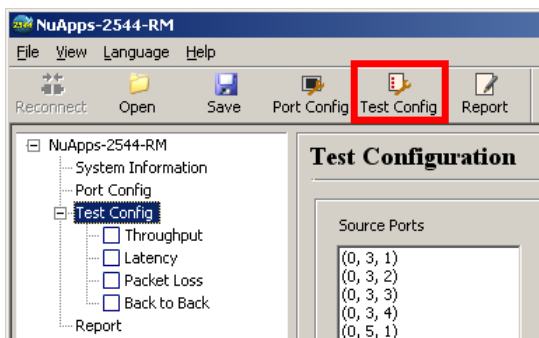 NuApps-2544-RM
File View Language Help
Reconnect Open Save Port Config Test Config Report
NuApps-2544-RM
System Information
Port Config
Test Config
Throughput
Latency
Packet Loss
Back to Back
Report
Test Configuration
Source Ports
(0, 3, 1)
(0, 3, 2)
(0, 3, 3)
(0, 3, 4)
(0, 5, 1)